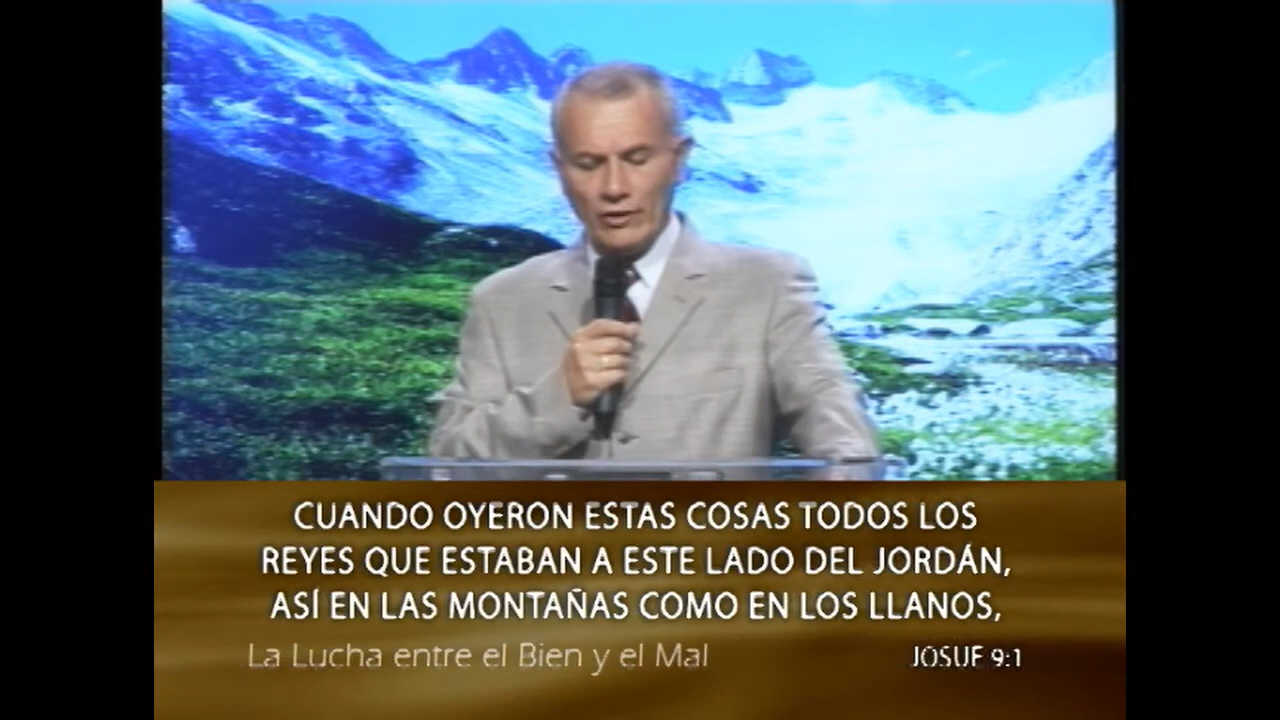 CUANDO OYERON ESTAS COSAS TODOS LOS
REYES QUE ESTABAN A ESTE LADO DEL JORDÁN,
ASÍ EN LAS MONTAÑAS COMO EN LOS LLANOS,
La Lucha entre el Bien y el Mal
JOSUE 9:1